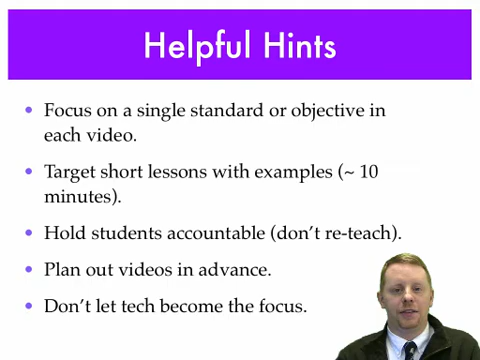 Helpful Hints
• Focus on a single standard or objective in
each video.
• Target short lessons with examples (~ 10
minutes).
• Hold students accountable (don’t re-teach).
• Plan out videos in advance.
• Don’t let tech become the focus.